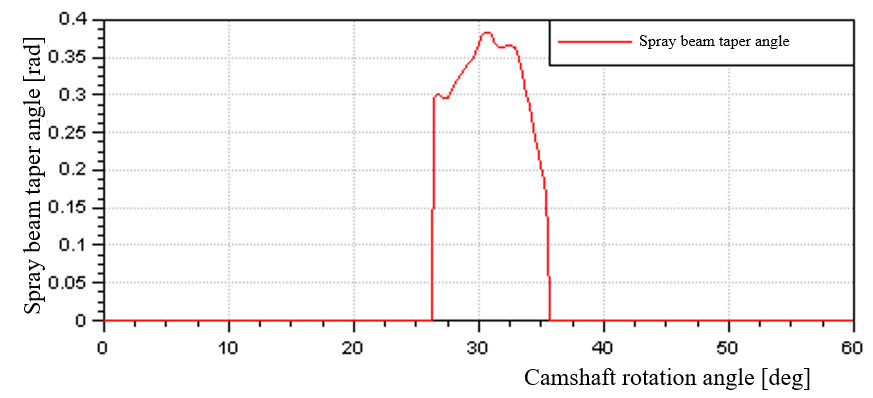 0.4
0.35
0.3
0.25
0.2
0.15
0.1
0.05
0
Spray beam taper angle [rad]
Spray beam taper angle
0 10 20 30 40 50 60
Camshaft rotation angle [deg]